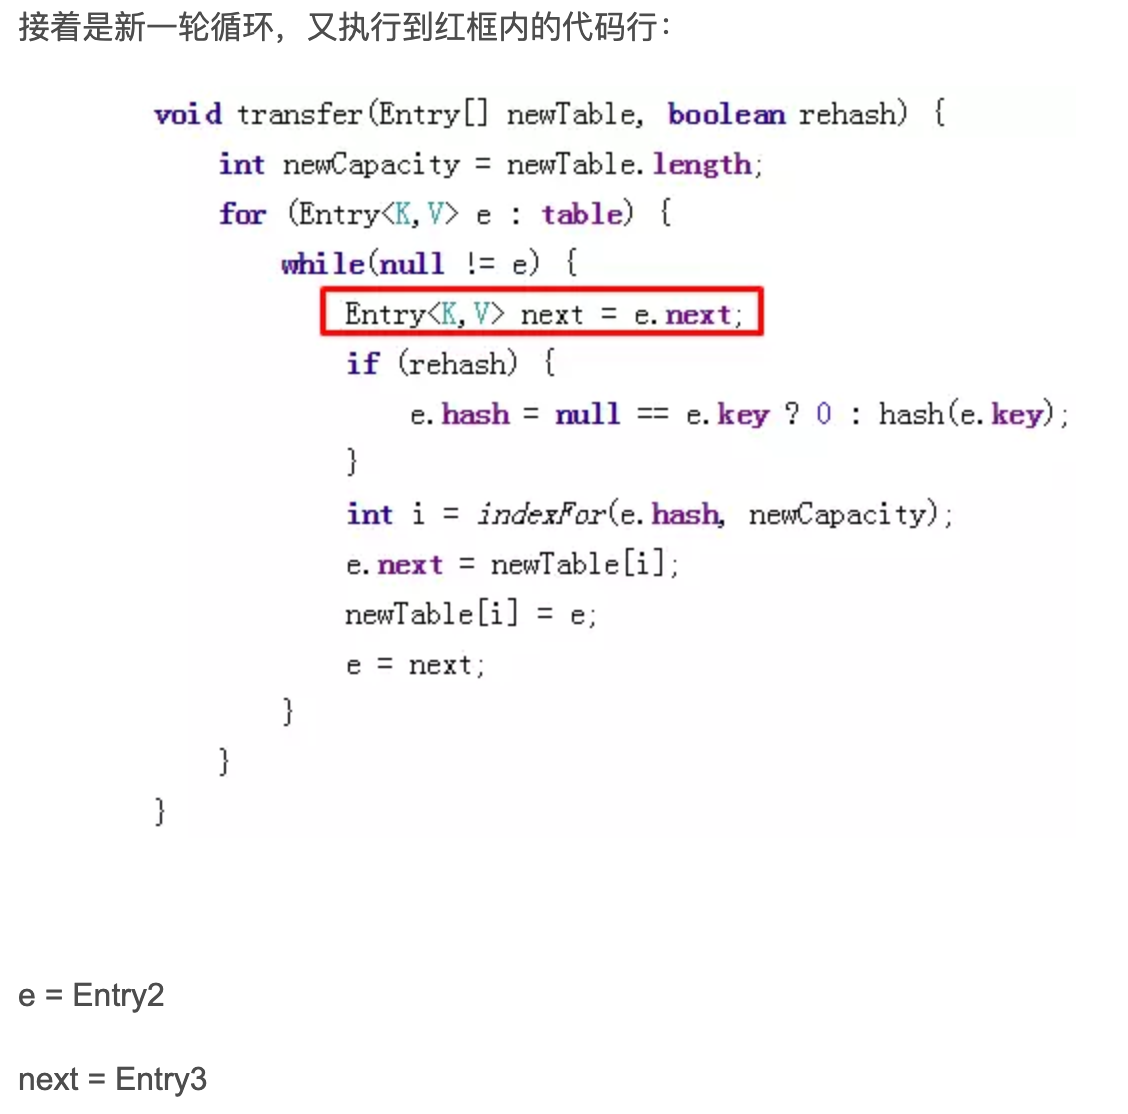 接着是新一轮循环，又执行到红框内的代码行：
void transfer(Entry[] newTable, boolean rehash) {
int newCapacity = newTable.length;
for (Entry<K,V> e : table) {
while(null != e) {
Entry<K,V> next = e.next;
if (rehash) {
e.hash = null == e.key ? 0 : hash(e.key);
}
int i = indexFor(e.hash, newCapacity);
e.next = newTable[i];
newTable[i] = e;
e = next;
}
}
}
e = Entry2
next = Entry3